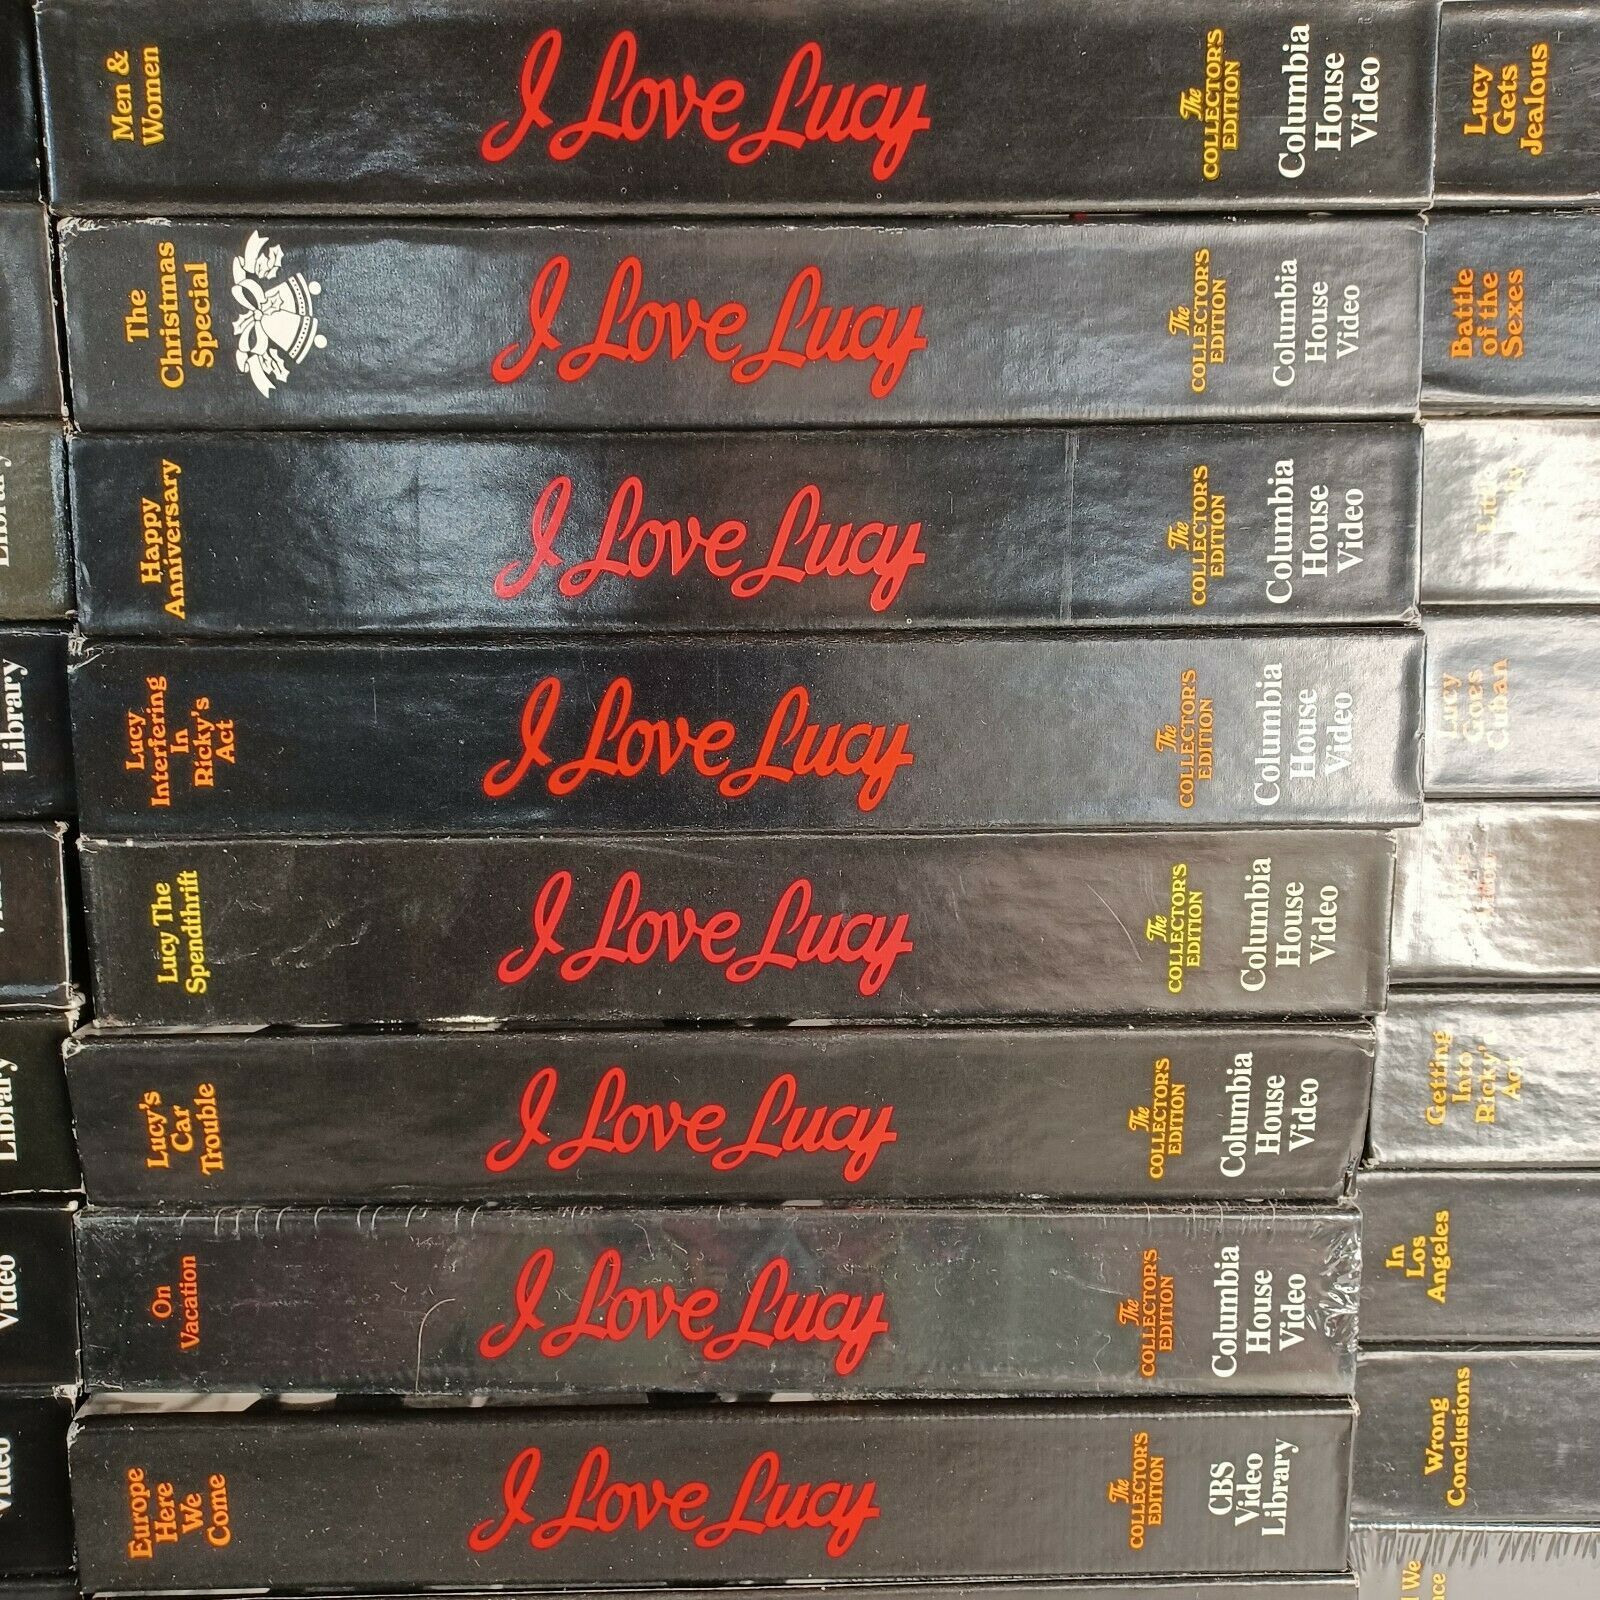 Men &
Women
I Love Lucy
The
COLLECTOR'S
EDITION
Columbia
House
Video
Lucy
Gets
Jealous
The
Christmas
Special
I Love Lucy
The
COLLECTOR'S
EDITION
Columbia
House
Video
Battle
of the
Sexes
Library
Happy
Anniversary
I Love Lucy
The
COLLECTOR'S
EDITION
Columbia
House
Video
Little
Library
Lucy
Interfering
In
Ricky's
Act
I Love Lucy
The
COLLECTOR'S
EDITION
Columbia
House
Video
Lucy
Goes
Cuban
Lucy The
Spendthrift
I Love Lucy
The
COLLECTOR'S
EDITION
Columbia
House
Video
Library
Lucy's
Car
Trouble
I Love Lucy
The
COLLECTOR'S
EDITION
Columbia
House
Video
Getting
Into
Ricky's
Act
Video
On
Vacation
I Love Lucy
The
COLLECTOR'S
EDITION
Columbia
House
Video
In
Los
Angeles
Video
Europe
Here
We
Come
I Love Lucy
The
COLLECTOR'S
EDITION
CBS
Video
Library
Wrong
Conclusions
We